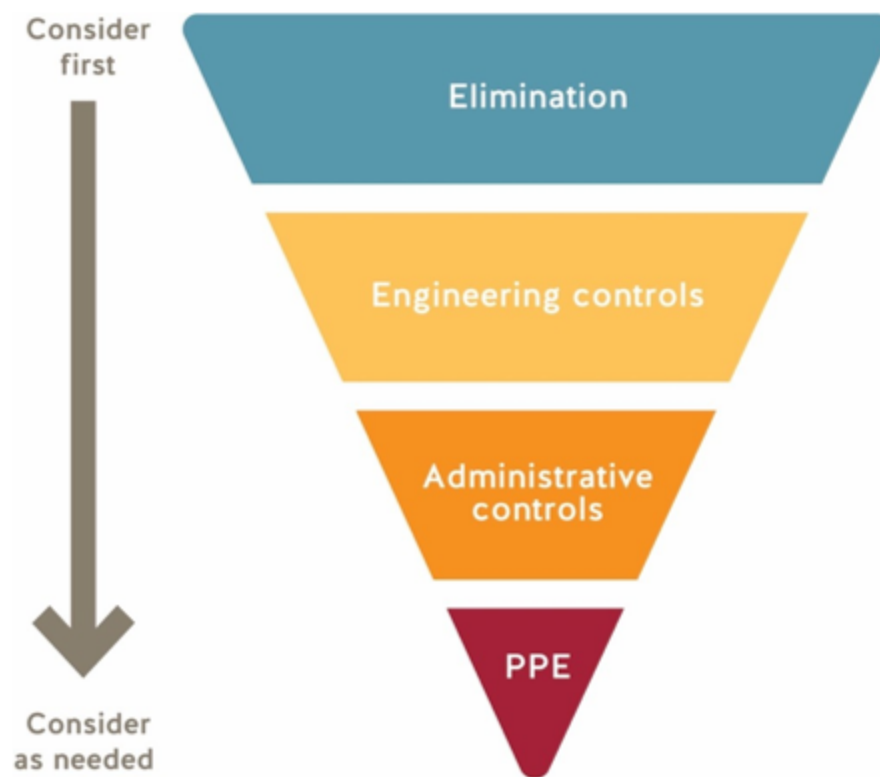 Consider
first
Elimination
Engineering controls
Administrative
controls
PPE
Consider
as needed